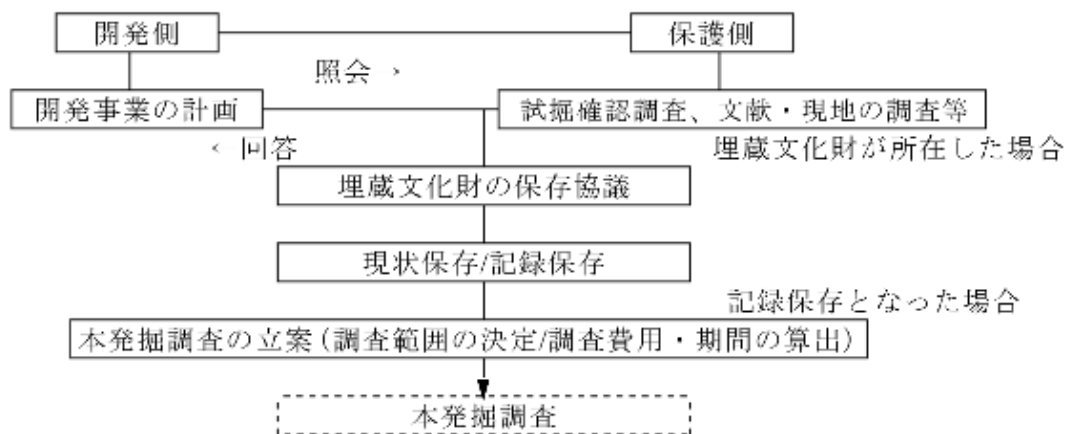 開発側
保護側
照会→
開発事業の計画
試掘確認調査、文献・現地の調査等
←回答
埋蔵文化財が所在した場合
埋蔵文化財の保存協議
現状保存/記録保存
記録保存となった場合
本発掘調査の立案(調査範囲の決定/調査費用・期間の算出)
本発掘調査